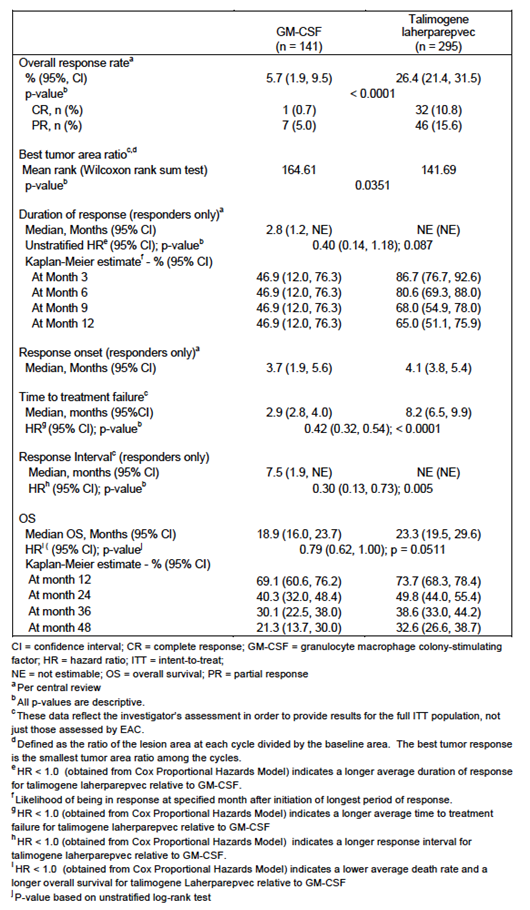 GM-CSF Talimogene laherparepvec
(n = 141) (n = 295)
Overall response rate^a
% (95%, CI) 5.7 (1.9, 9.5) 26.4 (21.4, 31.5)
p-value^b < 0.0001
CR, n (%) 1 (0.7) 32 (10.8)
PR, n (%) 7 (5.0) 46 (15.6)
Best tumor area ratio^c,d
Mean rank (Wilcoxon rank sum test) 164.61 141.69
p-value^b 0.0351
Duration of response (responders only)^a
Median, Months (95% CI) 2.8 (1.2, NE) NE (NE)
Unstratified HR^e (95% CI); p-value^b 0.40 (0.14, 1.18); 0.087
Kaplan-Meier estimate^f - % (95% CI)
At Month 3 46.9 (12.0, 76.3) 86.7 (76.7, 92.6)
At Month 6 46.9 (12.0, 76.3) 80.6 (69.3, 88.0)
At Month 9 46.9 (12.0, 76.3) 68.0 (54.9, 78.0)
At Month 12 46.9 (12.0, 76.3) 65.0 (51.1, 75.9)
Response onset (responders only)^a
Median, Months (95% CI) 3.7 (1.9, 5.6) 4.1 (3.8, 5.4)
Time to treatment failure^c
Median, months (95%CI) 2.9 (2.8, 4.0) 8.2 (6.5, 9.9)
HR^g (95% CI); p-value^b 0.42 (0.32, 0.54); < 0.0001
Response Interval^c (responders only)
Median, months (95% CI) 7.5 (1.9, NE) NE (NE)
HR^h (95% CI); p-value^b 0.30 (0.13, 0.73); 0.005
OS
Median OS, Months (95% CI) 18.9 (16.0, 23.7) 23.3 (19.5, 29.6)
HR^i ( (95% CI); p-value^j 0.79 (0.62, 1.00); p = 0.0511
Kaplan-Meier estimate - % (95% CI)
At month 12 69.1 (60.6, 76.2) 73.7 (68.3, 78.4)
At month 24 40.3 (32.0, 48.4) 49.8 (44.0, 55.4)
At month 36 30.1 (22.5, 38.0) 38.6 (33.0, 44.2)
At month 48 21.3 (13.7, 30.0) 32.6 (26.6, 38.7)
CI = confidence interval; CR = complete response; GM-CSF = granulocyte macrophage colony-stimulating
factor; HR = hazard ratio; ITT = intent-to-treat;
NE = not estimable; OS = overall survival; PR = partial response
^a Per central review
^b All p-values are descriptive.
^c These data reflect the investigator's assessment in order to provide results for the full ITT population, not
just those assessed by EAC.
^d Defined as the ratio of the lesion area at each cycle divided by the baseline area. The best tumor response
is the smallest tumor area ratio among the cycles.
^e HR < 1.0 (obtained from Cox Proportional Hazards Model) indicates a longer average duration of response
for talimogene laherparepvec relative to GM-CSF.
^f Likelihood of being in response at specified month after initiation of longest period of response.
^g HR < 1.0 (obtained from Cox Proportional Hazards Model) indicates a longer average time to treatment
failure for talimogene laherparepvec relative to GM-CSF
^h HR < 1.0 (obtained from Cox Proportional Hazards Model) indicates a longer response interval for
talimogene laherparepvec relative to GM-CSF.
^i HR < 1.0 (obtained from Cox Proportional Hazards Model) indicates a lower average death rate and a
longer overall survival for talimogene Laherparepvec relative to GM-CSF
^j P-value based on unstratified log-rank test